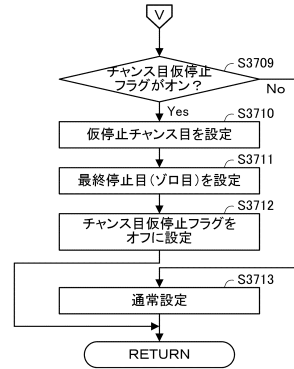 V
チャンス目仮停止
フラグがオン？
S3709
No
Yes
S3710
仮停止チャンス目を設定
S3711
最終停止目(ゾロ目)を設定
S3712
チャンス目仮停止フラグを
オフに設定
S3713
通常設定
RETURN